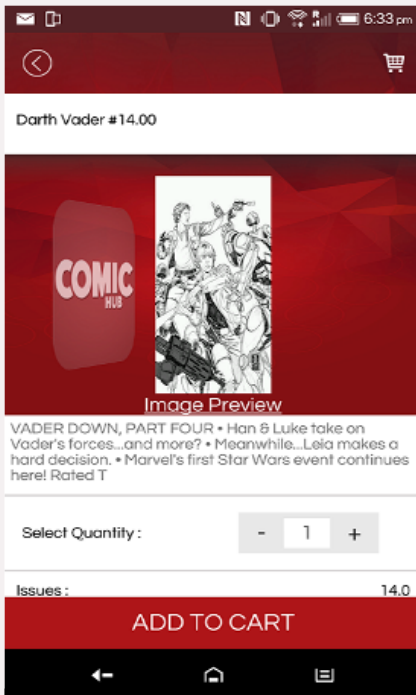 6:33 pm
Darth Vader #14.00
COMIC
HUB
Image Preview
VADER DOWN, PART FOUR • Han & Luke take on
Vader's forces...and more? • Meanwhile...Leia makes a
hard decision. • Marvel's first Star Wars event continues
here! Rated T
Select Quantity :
- 1 +
Issues : 14.0
ADD TO CART